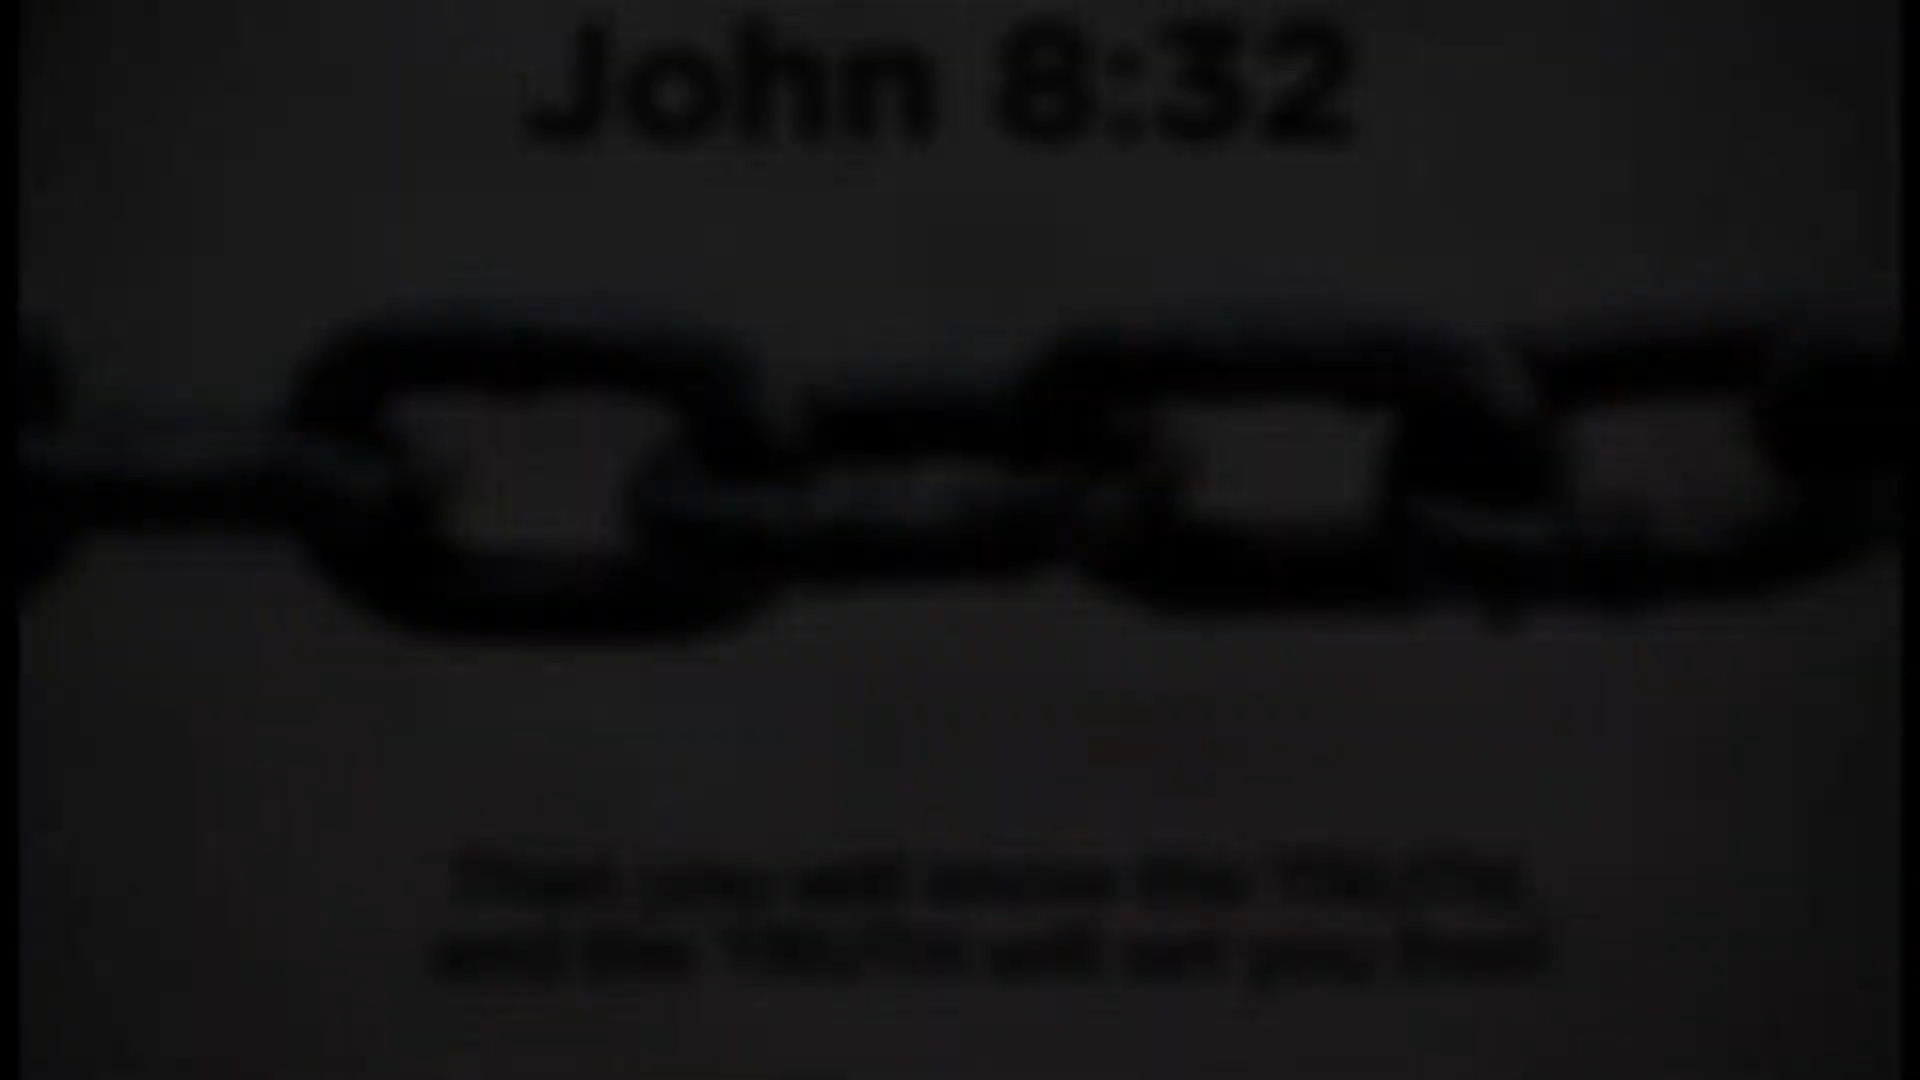 John 8:32
Then you will know the TRUTH,
and the TRUTH will set you free!